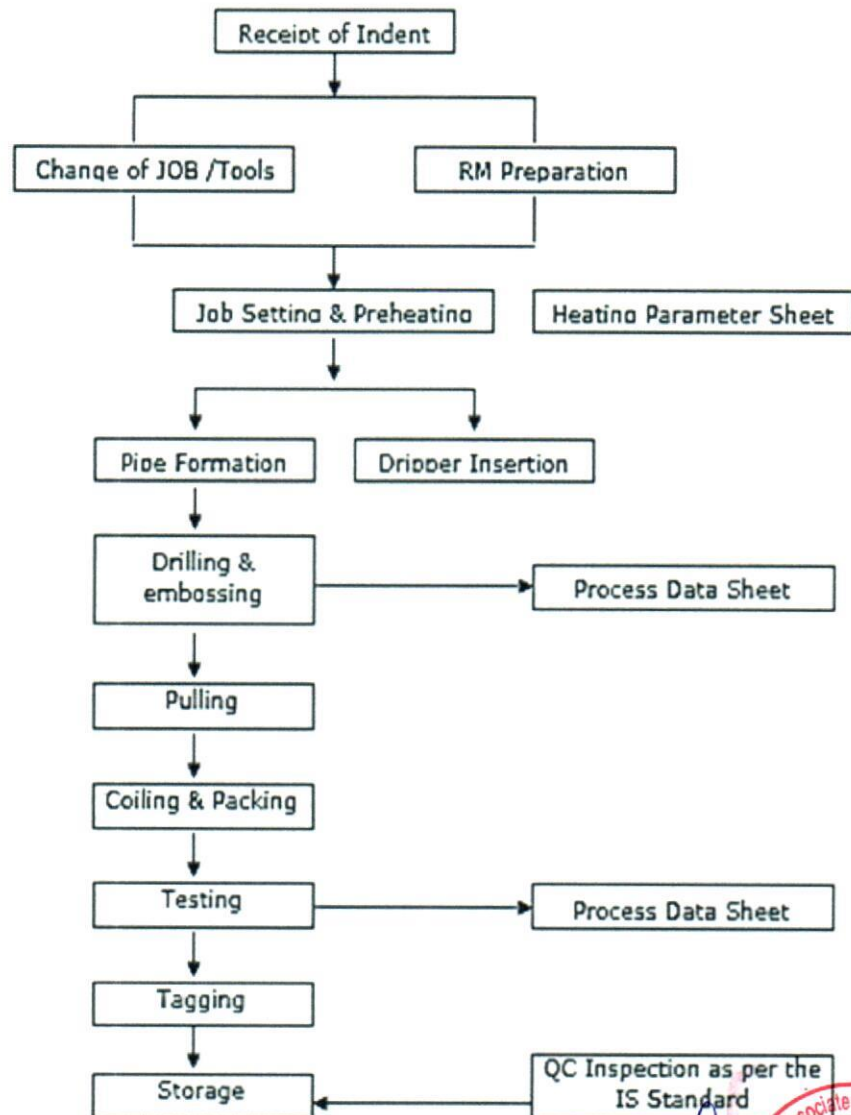 Receipt of Indent
Change of JOB /Tools
RM Preparation
Job Setting & Preheating
Heating Parameter Sheet
Pipe Formation
Dripper Insertion
Drilling &
embossing
Process Data Sheet
Pulling
Coiling & Packing
Testing
Process Data Sheet
Tagging
Storage
QC Inspection as per the
IS Standard
ociate